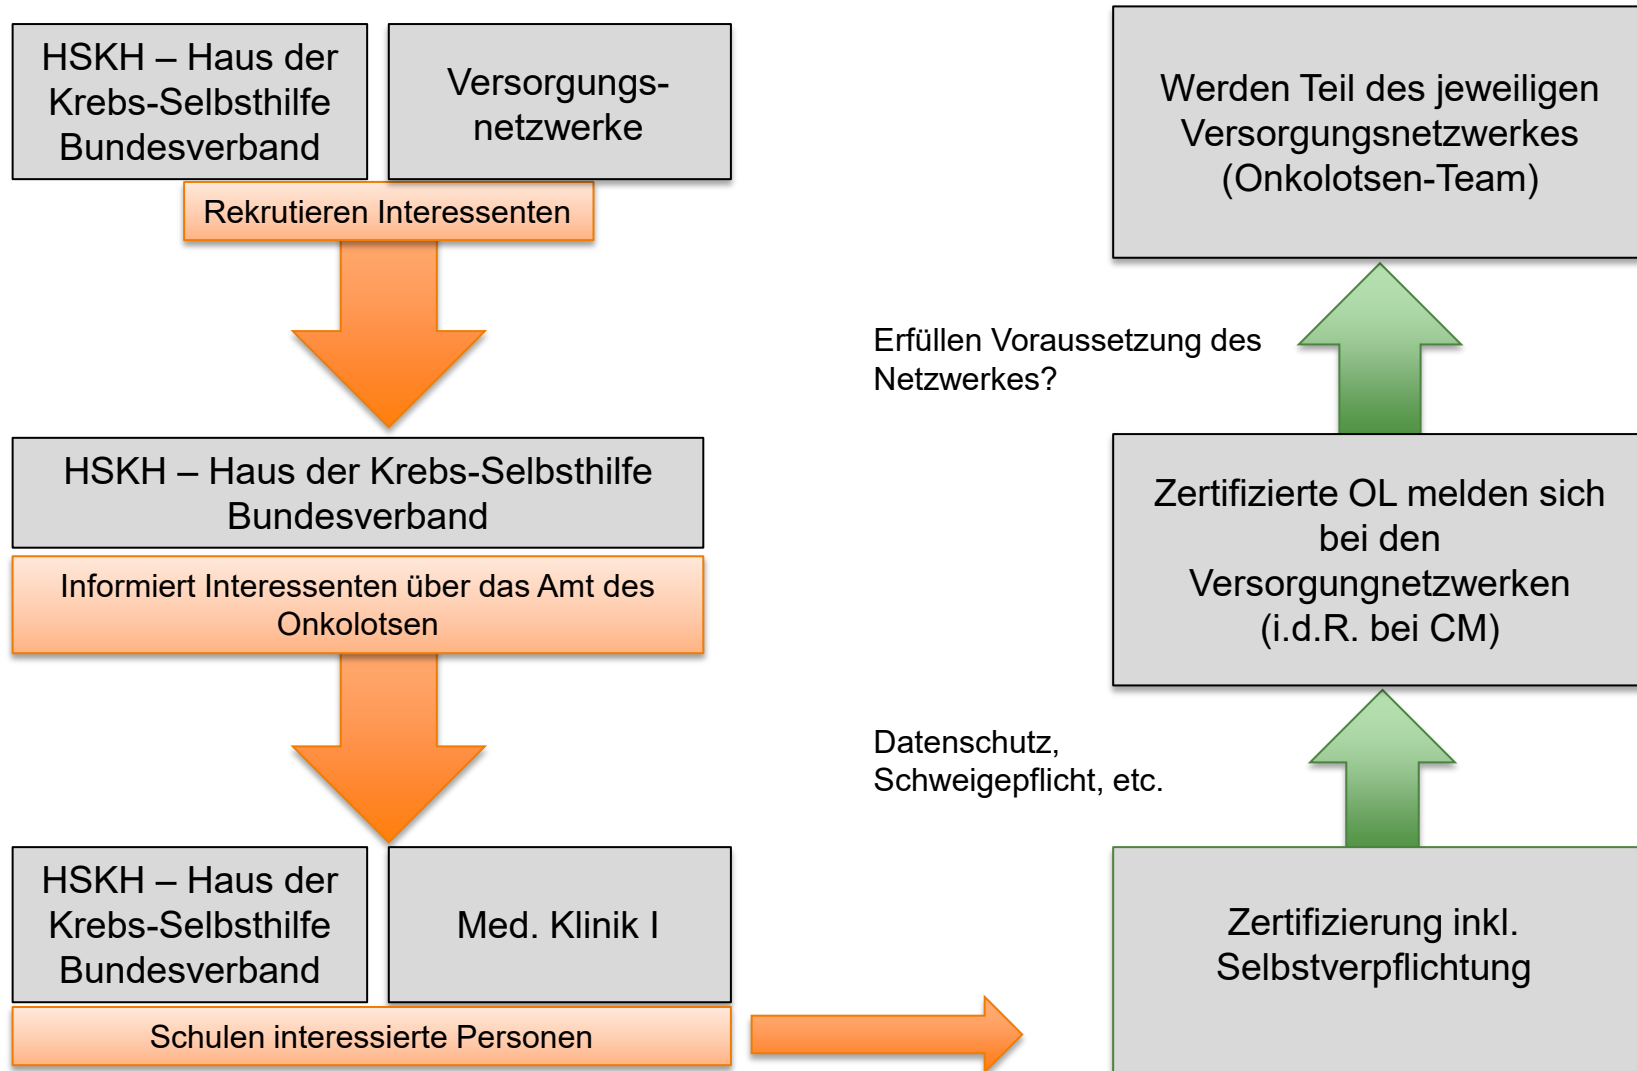 HSKH – Haus der
Krebs-Selbsthilfe
Bundesverband
Versorgungs-
netzwerke
Rekrutieren Interessenten
HSKH – Haus der Krebs-Selbsthilfe
Bundesverband
Informiert Interessenten über das Amt des
Onkolotsen
HSKH – Haus der
Krebs-Selbsthilfe
Bundesverband
Med. Klinik I
Schulen interessierte Personen
Werden Teil des jeweiligen
Versorgungsnetzwerkes
(Onkolotsen-Team)
Erfüllen Voraussetzung des
Netzwerkes?
Zertifizierte OL melden sich
bei den
Versorgungnetzwerken
(i.d.R. bei CM)
Datenschutz,
Schweigepflicht, etc.
Zertifizierung inkl.
Selbstverpflichtung